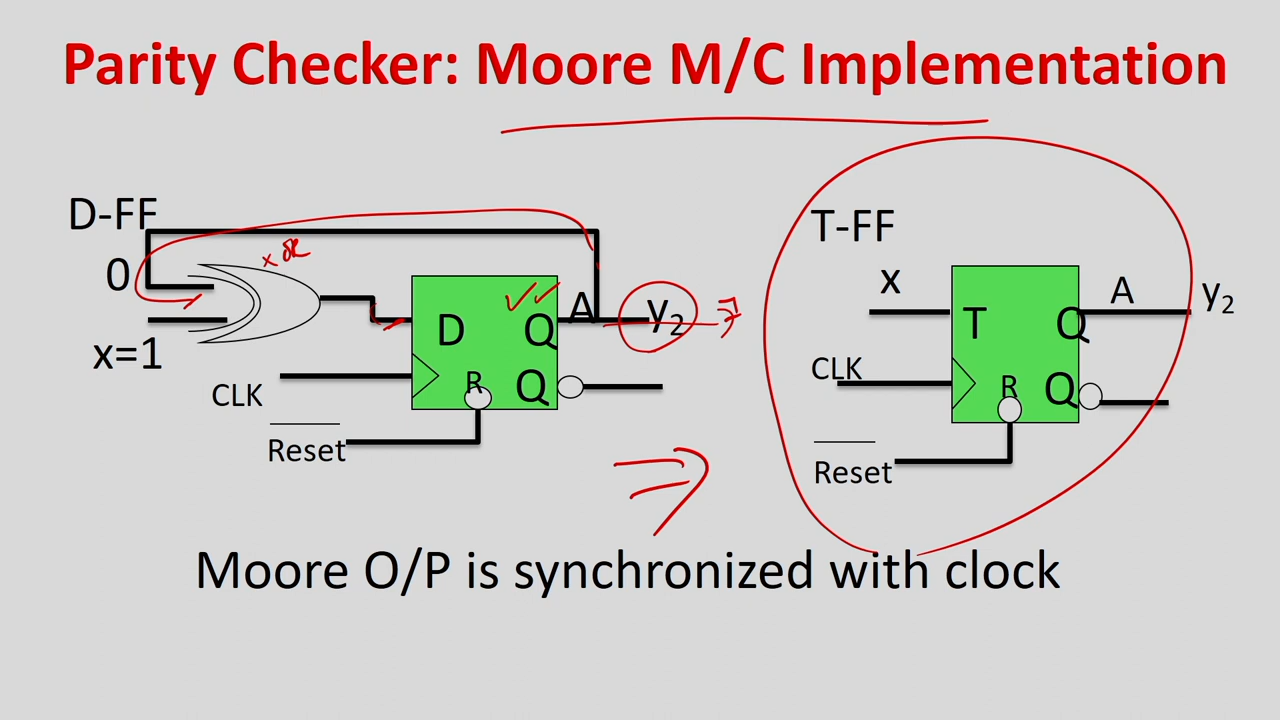 Parity Checker: Moore M/C Implementation
D-FF
0
x=1
XOR
D
Q
A
y2
CLK
R
Q
Reset
T-FF
x
T
Q
A
y2
CLK
R
Q
Reset
Moore O/P is synchronized with clock